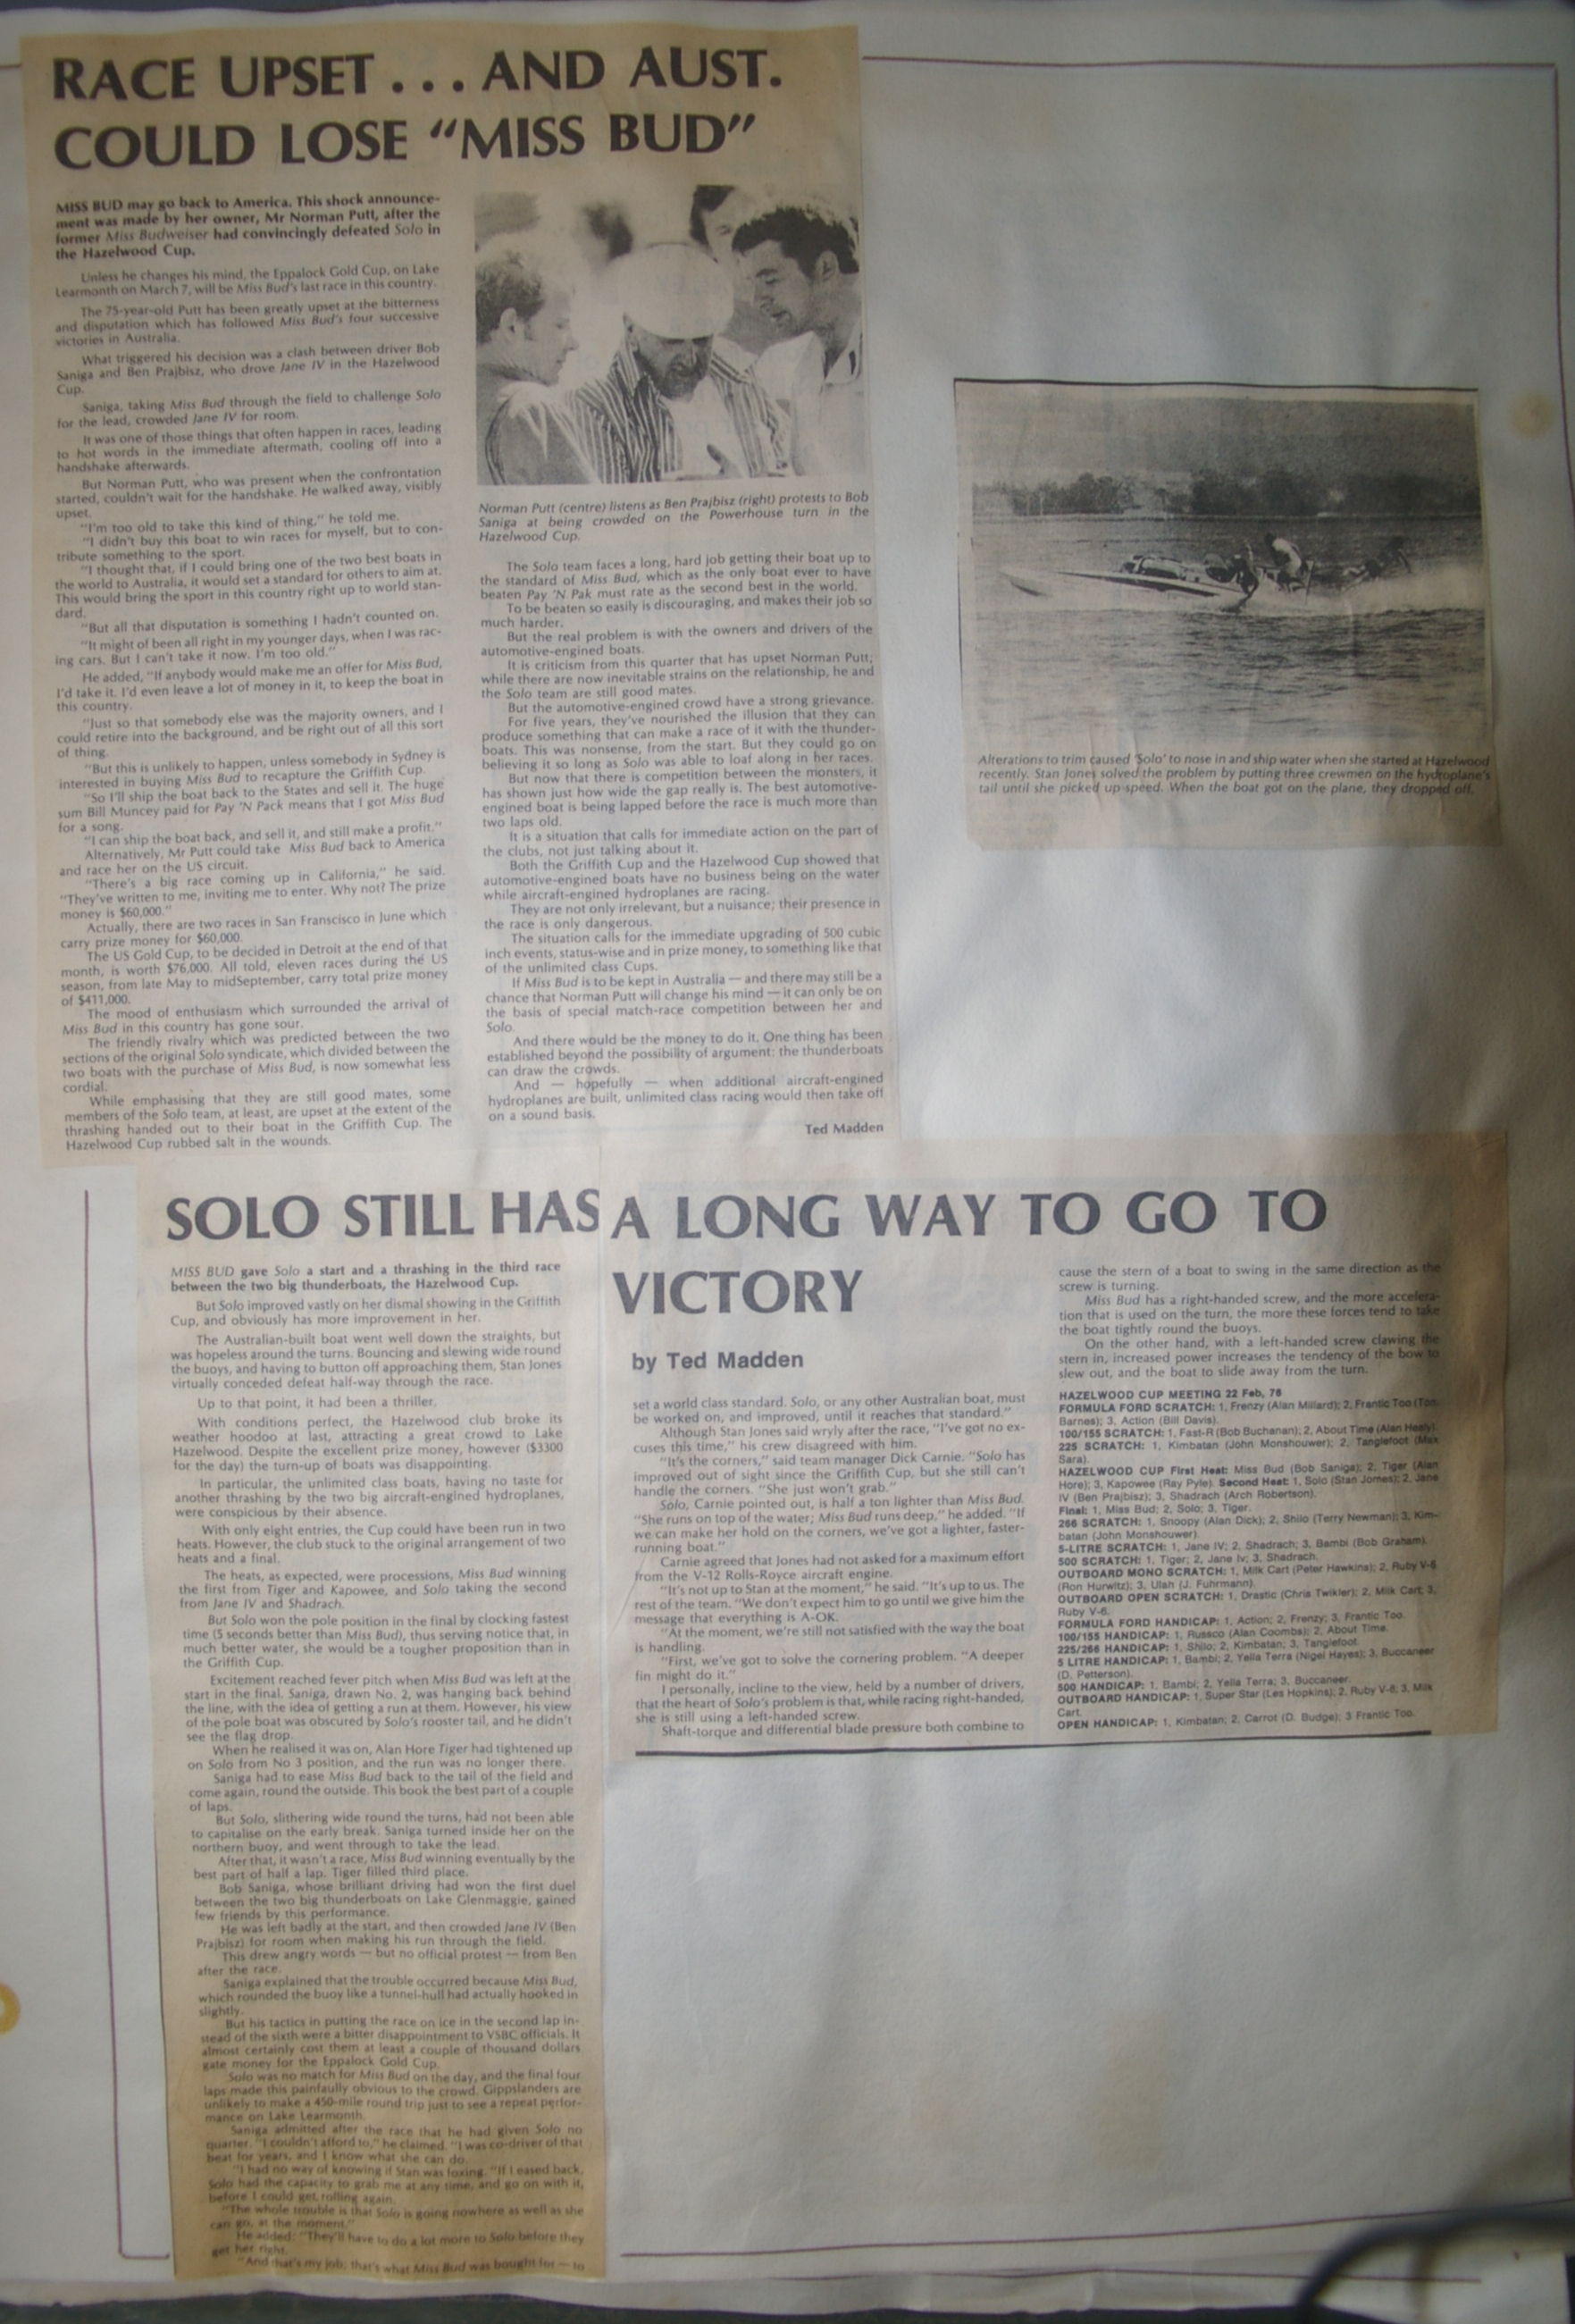 RACE UPSET . . . AND AUST.
COULD LOSE “MISS BUD”
MISS BUD may go back to America. This shock announce-
ment was made by her owner, Mr Norman Putt, after the
former Miss Budweiser had convincingly defeated Solo in
the Hazelwood Cup.
Unless he changes his mind, the Eppalock Gold Cup, on Lake
Learmonth on March 7, will be Miss Bud's last race in this country.
The 75-year-old Putt has been greatly upset at the bitterness
and disputation which has followed Miss Bud's four successive
victories in Australia.
What triggered his decision was a clash between driver Bob
Saniga and Ben Prajbisz, who drove Jane IV in the Hazelwood
Cup.
Saniga, taking Miss Bud through the field to challenge Solo
for the lead, crowded Jane IV for room.
It was one of those things that often happen in races, leading
to hot words in the immediate aftermath, cooling off into a
handshake afterwards.
But Norman Putt, who was present when the confrontation
started, couldn't wait for the handshake. He walked away, visibly
upset.
“I'm too old to take this kind of thing,” he told me.
“I didn't buy this boat to win races for myself, but to con-
tribute something to the sport.
“I thought that, if I could bring one of the two best boats in
the world to Australia, it would set a standard for others to aim at.
This would bring the sport in this country right up to world stan-
dard.
“But all that disputation is something I hadn't counted on.
“It might of been all right in my younger days, when I was rac-
ing cars. But I can't take it now. I'm too old.”
He added, “If anybody would make me an offer for Miss Bud,
I'd take it. I'd even leave a lot of money in it, to keep the boat in
this country.
“Just so that somebody else was the majority owners, and I
could retire into the background, and be right out of all this sort
of thing.
“But this is unlikely to happen, unless somebody in Sydney is
interested in buying Miss Bud to recapture the Griffith Cup.
“So I'll ship the boat back to the States and sell it. The huge
sum Bill Muncey paid for Pay 'N Pack means that I got Miss Bud
for a song.
“I can ship the boat back, and sell it, and still make a profit.”
Alternatively, Mr Putt could take Miss Bud back to America
and race her on the US circuit.
“There's a big race coming up in California,” he said.
“They've written to me, inviting me to enter. Why not? The prize
money is $60,000.”
Actually, there are two races in San Franscisco in June which
carry prize money for $60,000.
The US Gold Cup, to be decided in Detroit at the end of that
month, is worth $76,000. All told, eleven races during the US
season, from late May to midSeptember, carry total prize money
of $411,000.
The mood of enthusiasm which surrounded the arrival of
Miss Bud in this country has gone sour.
The friendly rivalry which was predicted between the two
sections of the original Solo syndicate, which divided between the
two boats with the purchase of Miss Bud, is now somewhat less
cordial.
While emphasising that they are still good mates, some
members of the Solo team, at least, are upset at the extent of the
thrashing handed out to their boat in the Griffith Cup. The
Hazelwood Cup rubbed salt in the wounds.
Norman Putt (centre) listens as Ben Prajbisz (right) protests to Bob
Saniga at being crowded on the Powerhouse turn in the
Hazelwood Cup.
The Solo team faces a long, hard job getting their boat up to
the standard of Miss Bud, which as the only boat ever to have
beaten Pay 'N Pak must rate as the second best in the world.
To be beaten so easily is discouraging, and makes their job so
much harder.
But the real problem is with the owners and drivers of the
automotive-engined boats.
It is criticism from this quarter that has upset Norman Putt;
while there are now inevitable strains on the relationship, he and
the Solo team are still good mates.
But the automotive-engined crowd have a strong grievance.
For five years, they've nourished the illusion that they can
produce something that can make a race of it with the thunder-
boats. This was nonsense, from the start. But they could go on
believing it so long as Solo was able to loaf along in her races.
But now that there is competition between the monsters, it
has shown just how wide the gap really is. The best automotive-
engined boat is being lapped before the race is much more than
two laps old.
It is a situation that calls for immediate action on the part of
the clubs, not just talking about it.
Both the Griffith Cup and the Hazelwood Cup showed that
automotive-engined boats have no business being on the water
while aircraft-engined hydroplanes are racing.
They are not only irrelevant, but a nuisance; their presence in
the race is only dangerous.
The situation calls for the immediate upgrading of 500 cubic
inch events, status-wise and in prize money, to something like that
of the unlimited class Cups.
If Miss Bud is to be kept in Australia — and there may still be a
chance that Norman Putt will change his mind — it can only be on
the basis of special match-race competition between her and
Solo.
And there would be the money to do it. One thing has been
established beyond the possibility of argument: the thunderboats
can draw the crowds.
And — hopefully — when additional aircraft-engined
hydroplanes are built, unlimited class racing would then take off
on a sound basis.
Ted Madden
Alterations to trim caused 'Solo' to nose in and ship water when she started at Hazelwood
recently. Stan Jones solved the problem by putting three crewmen on the hydroplane's
tail until she picked up speed. When the boat got on the plane, they dropped off.
SOLO STILL HAS A LONG WAY TO GO TO
VICTORY
by Ted Madden
MISS BUD gave Solo a start and a thrashing in the third race
between the two big thunderboats, the Hazelwood Cup.
But Solo improved vastly on her dismal showing in the Griffith
Cup, and obviously has more improvement in her.
The Australian-built boat went well down the straights, but
was hopeless around the turns. Bouncing and slewing wide round
the buoys, and having to button off approaching them, Stan Jones
virtually conceded defeat half-way through the race.
Up to that point, it had been a thriller.
With conditions perfect, the Hazelwood club broke its
weather hoodoo at last, attracting a great crowd to Lake
Hazelwood. Despite the excellent prize money, however ($3300
for the day) the turn-up of boats was disappointing.
In particular, the unlimited class boats, having no taste for
another thrashing by the two big aircraft-engined hydroplanes,
were conspicious by their absence.
With only eight entries, the Cup could have been run in two
heats. However, the club stuck to the original arrangement of two
heats and a final.
The heats, as expected, were processions, Miss Bud winning
the first from Tiger and Kapowee, and Solo taking the second
from Jane IV and Shadrach.
But Solo won the pole position in the final by clocking fastest
time (5 seconds better than Miss Bud), thus serving notice that, in
much better water, she would be a tougher proposition than in
the Griffith Cup.
Excitement reached fever pitch when Miss Bud was left at the
start in the final. Saniga, drawn No. 2, was hanging back behind
the line, with the idea of getting a run at them. However, his view
of the pole boat was obscured by Solo's rooster tail, and he didn't
see the flag drop.
When he realised it was on, Alan Hore Tiger had tightened up
on Solo from No 3 position, and the run was no longer there.
Saniga had to ease Miss Bud back to the tail of the field and
come again, round the outside. This book the best part of a couple
of laps.
But Solo, slithering wide round the turns, had not been able
to capitalise on the early break. Saniga turned inside her on the
northern buoy, and went through to take the lead.
After that, it wasn't a race, Miss Bud winning eventually by the
best part of half a lap. Tiger filled third place.
Bob Saniga, whose brilliant driving had won the first duel
between the two big thunderboats on Lake Glenmaggie, gained
few friends by this performance.
He was left badly at the start, and then crowded Jane IV (Ben
Prajbisz) for room when making his run through the field.
This drew angry words — but no official protest — from Ben
after the race.
Saniga explained that the trouble occurred because Miss Bud,
which rounded the buoy like a tunnel-hull had actually hooked in
slightly.
But his tactics in putting the race on ice in the second lap in-
stead of the sixth were a bitter disappointment to VSBC officials. It
almost certainly cost them at least a couple of thousand dollars
gate money for the Eppalock Gold Cup.
Solo was no match for Miss Bud on the day, and the final four
laps made this painfaully obvious to the crowd. Gippslanders are
unlikely to make a 450-mile round trip just to see a repeat perfor-
mance on Lake Learmonth.
Saniga admitted after the race that he had given Solo no
quarter. “I couldn't afford to,” he claimed. “I was co-driver of that
boat for years, and I know what she can do.
“I had no way of knowing if Stan was foxing. “If I eased back,
Solo had the capacity to grab me at any time, and go on with it,
before I could get rolling again.
“The whole trouble is that Solo is going nowhere as well as she
can go, at the moment.”
He added: “They'll have to do a lot more to Solo before they
get her right.
“And that's my job; that's what Miss Bud was bought for — to
set a world class standard. Solo, or any other Australian boat, must
be worked on, and improved, until it reaches that standard.”
Although Stan Jones said wryly after the race, “I've got no ex-
cuses this time,” his crew disagreed with him.
“It's the corners,” said team manager Dick Carnie. “Solo has
improved out of sight since the Griffith Cup, but she still can't
handle the corners. “She just won't grab.”
Solo, Carnie pointed out, is half a ton lighter than Miss Bud.
“She runs on top of the water; Miss Bud runs deep,” he added. “If
we can make her hold on the corners, we've got a lighter, faster-
running boat.”
Carnie agreed that Jones had not asked for a maximum effort
from the V-12 Rolls-Royce aircraft engine.
“It's not up to Stan at the moment,” he said. “It's up to us. The
rest of the team. “We don't expect him to go until we give him the
message that everything is A-OK.
“At the moment, we're still not satisfied with the way the boat
is handling.
“First, we've got to solve the cornering problem. “A deeper
fin might do it.”
I personally, incline to the view, held by a number of drivers,
that the heart of Solo's problem is that, while racing right-handed,
she is still using a left-handed screw.
Shaft-torque and differential blade pressure both combine to
cause the stern of a boat to swing in the same direction as the
screw is turning.
Miss Bud has a right-handed screw, and the more accelera-
tion that is used on the turn, the more these forces tend to take
the boat tightly round the buoys.
On the other hand, with a left-handed screw clawing the
stern in, increased power increases the tendency of the bow to
slew out, and the boat to slide away from the turn.
HAZELWOOD CUP MEETING 22 Feb, 76
FORMULA FORD SCRATCH: 1, Frenzy (Alan Millard); 2, Frantic Too (Ton
Barnes); 3, Action (Bill Davis).
100/155 SCRATCH: 1, Fast-R (Bob Buchanan); 2, About Time (Alan Healy).
225 SCRATCH: 1, Kimbatan (John Monshouwer); 2, Tanglefoot (Max
Sara).
HAZELWOOD CUP First Heat: Miss Bud (Bob Saniga); 2, Tiger (Alan
Hore); 3, Kapowee (Ray Pyle). Second Heat: 1, Solo (Stan Jomes); 2, Jane
IV (Ben Prajbisz); 3, Shadrach (Arch Robertson).
Final: 1, Miss Bud; 2, Solo; 3, Tiger.
266 SCRATCH: 1, Snoopy (Alan Dick); 2, Shilo (Terry Newman); 3, Kim-
batan (John Monshouwer).
5-LITRE SCRATCH: 1, Jane IV; 2, Shadrach; 3, Bambi (Bob Graham).
500 SCRATCH: 1, Tiger; 2, Jane Iv; 3, Shadrach.
OUTBOARD MONO SCRATCH: 1, Milk Cart (Peter Hawkins); 2, Ruby V-6
(Ron Hurwitz); 3, Ulah (J. Fuhrmann).
OUTBOARD OPEN SCRATCH: 1, Drastic (Chris Twikler); 2, Milk Cart; 3,
Ruby V-6.
FORMULA FORD HANDICAP: 1, Action; 2, Frenzy; 3, Frantic Too.
100/155 HANDICAP: 1, Russco (Alan Coombs); 2, About Time.
225/266 HANDICAP: 1, Shilo; 2, Kimbatan; 3, Tanglefoot.
5 LITRE HANDICAP: 1, Bambi; 2, Yella Terra (Nigel Hayes); 3, Buccaneer
(D. Petterson).
500 HANDICAP: 1, Bambi; 2, Yella Terra; 3, Buccaneer.
OUTBOARD HANDICAP: 1, Super Star (Les Hopkins); 2, Ruby V-6; 3, Milk
Cart.
OPEN HANDICAP: 1, Kimbatan; 2, Carrot (D. Budge); 3 Frantic Too.